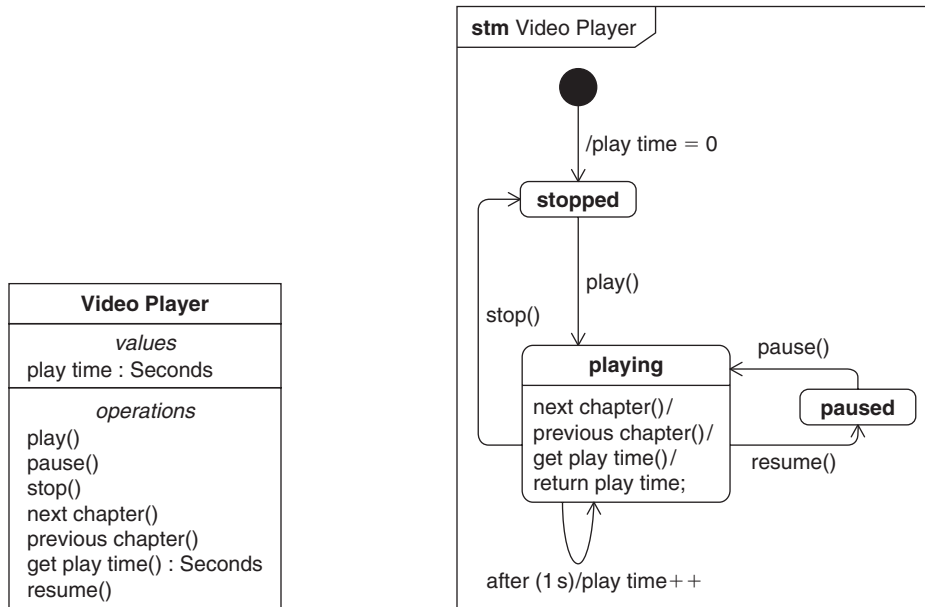 Video Player
values
play time : Seconds
operations
play()
pause()
stop()
next chapter()
previous chapter()
get play time() : Seconds
resume()
stm Video Player
/play time = 0
stopped
play()
stop()
playing
next chapter()/
previous chapter()/
get play time()/
return play time;
pause()
paused
resume()
after (1 s)/play time++